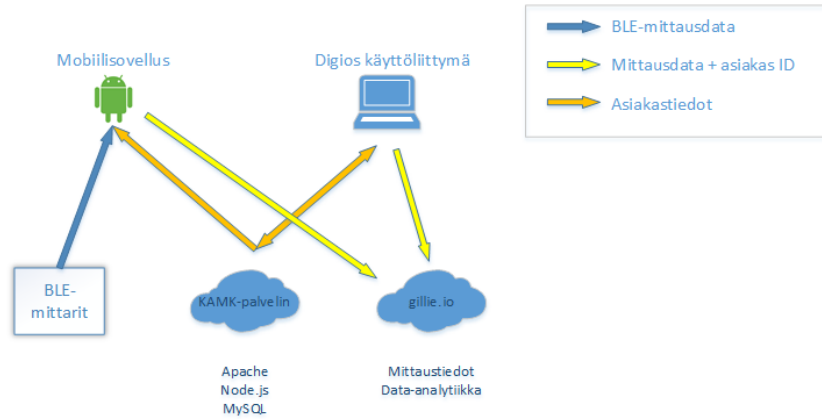 Mobiilisovellus
Digios käyttöliittymä
BLE-mittausdata
Mittausdata + asiakas ID
Asiakastiedot
BLE-
mittarit
KAMK-palvelin
gillie.io
Apache
Node.js
MySQL
Mittaustiedot
Data-analytiikka